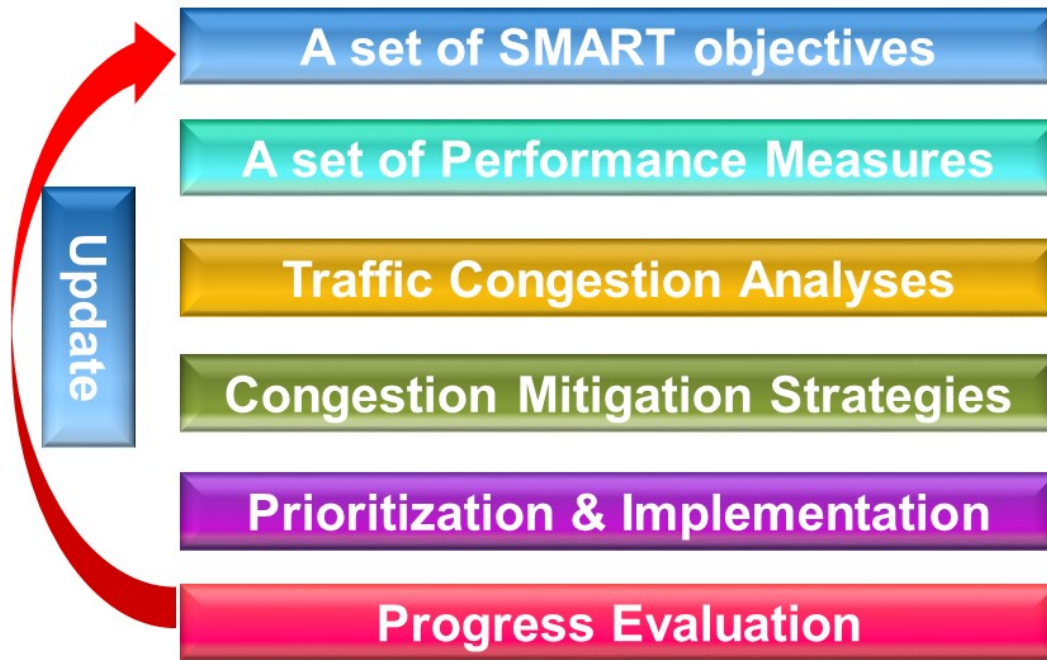 A set of SMART objectives
A set of Performance Measures
Traffic Congestion Analyses
Congestion Mitigation Strategies
Prioritization & Implementation
Progress Evaluation
Update